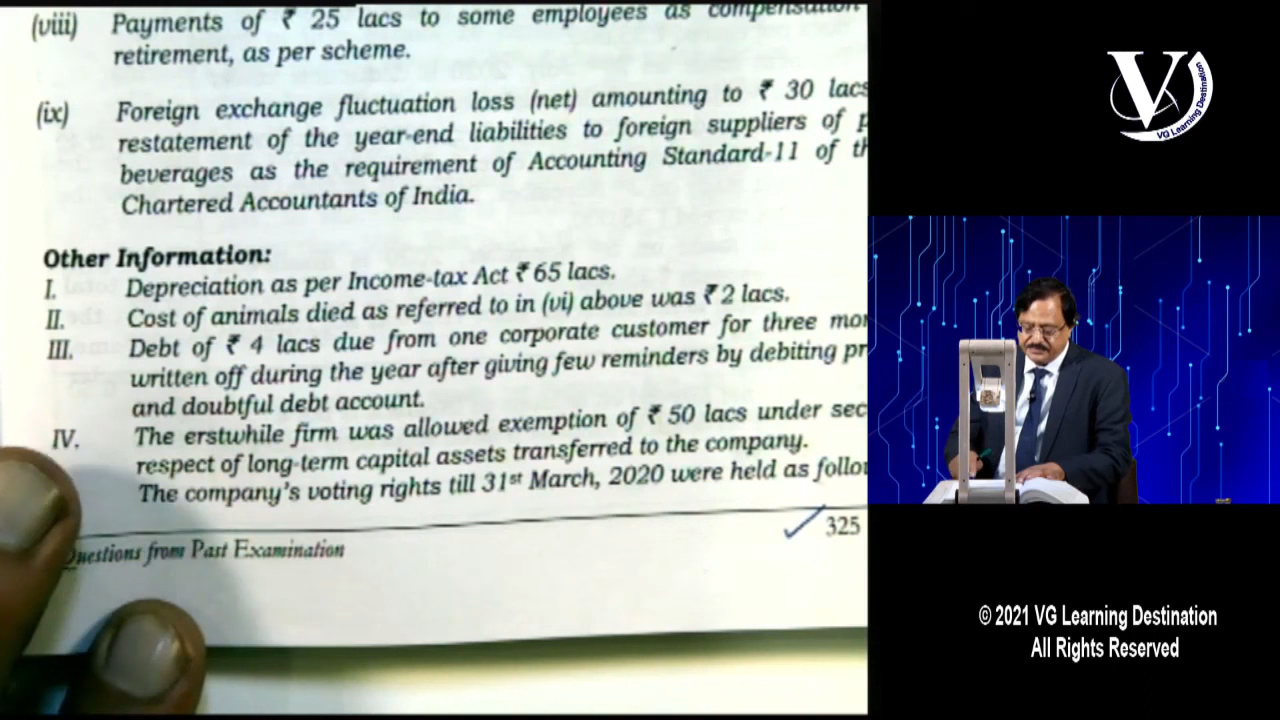 (viii) Payments of ₹ 25 lacs to some employees as compensation
retirement, as per scheme.
(ix) Foreign exchange fluctuation loss (net) amounting to ₹ 30 lacs
restatement of the year-end liabilities to foreign suppliers of
beverages as the requirement of Accounting Standard-11 of
Chartered Accountants of India.
Other Information:
I. Depreciation as per Income-tax Act ₹ 65 lacs.
II. Cost of animals died as referred to in (vi) above was ₹ 2 lacs.
III. Debt of ₹ 4 lacs due from one corporate customer for three
written off during the year after giving few reminders by debiting
and doubtful debt account.
IV. The erstwhile firm was allowed exemption of ₹ 50 lacs under
respect of long-term capital assets transferred to the company.
The company's voting rights till 31st March, 2020 were held as
325
Questions from Past Examination
V
VG Learning Destination
© 2021 VG Learning Destination
All Rights Reserved